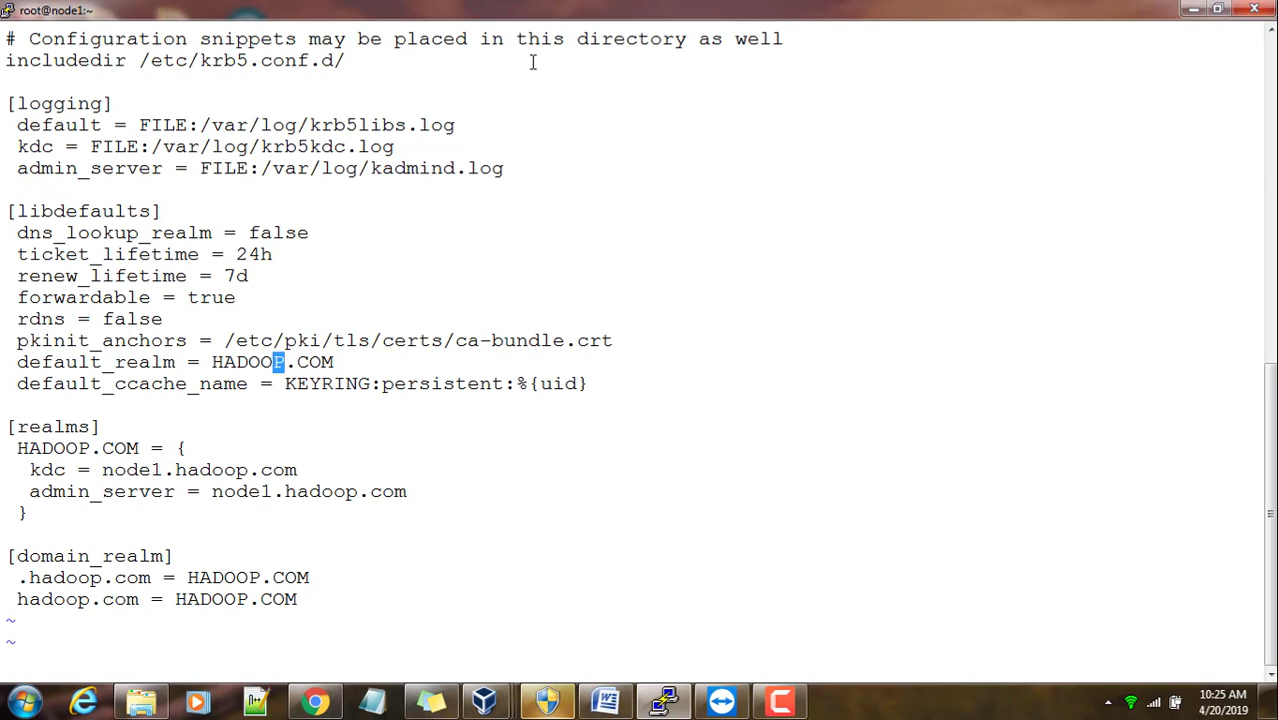 root@node1:~
# Configuration snippets may be placed in this directory as well
includedir /etc/krb5.conf.d/
[logging]
default = FILE:/var/log/krb5libs.log
kdc = FILE:/var/log/krb5kdc.log
admin_server = FILE:/var/log/kadmind.log
[libdefaults]
dns_lookup_realm = false
ticket_lifetime = 24h
renew_lifetime = 7d
forwardable = true
rdns = false
pkinit_anchors = /etc/pki/tls/certs/ca-bundle.crt
default_realm = HADOOP.COM
default_ccache_name = KEYRING:persistent:%{uid}
[realms]
HADOOP.COM = {
kdc = node1.hadoop.com
admin_server = node1.hadoop.com
}
[domain_realm]
.hadoop.com = HADOOP.COM
hadoop.com = HADOOP.COM
~
~
10:25 AM
4/20/2019